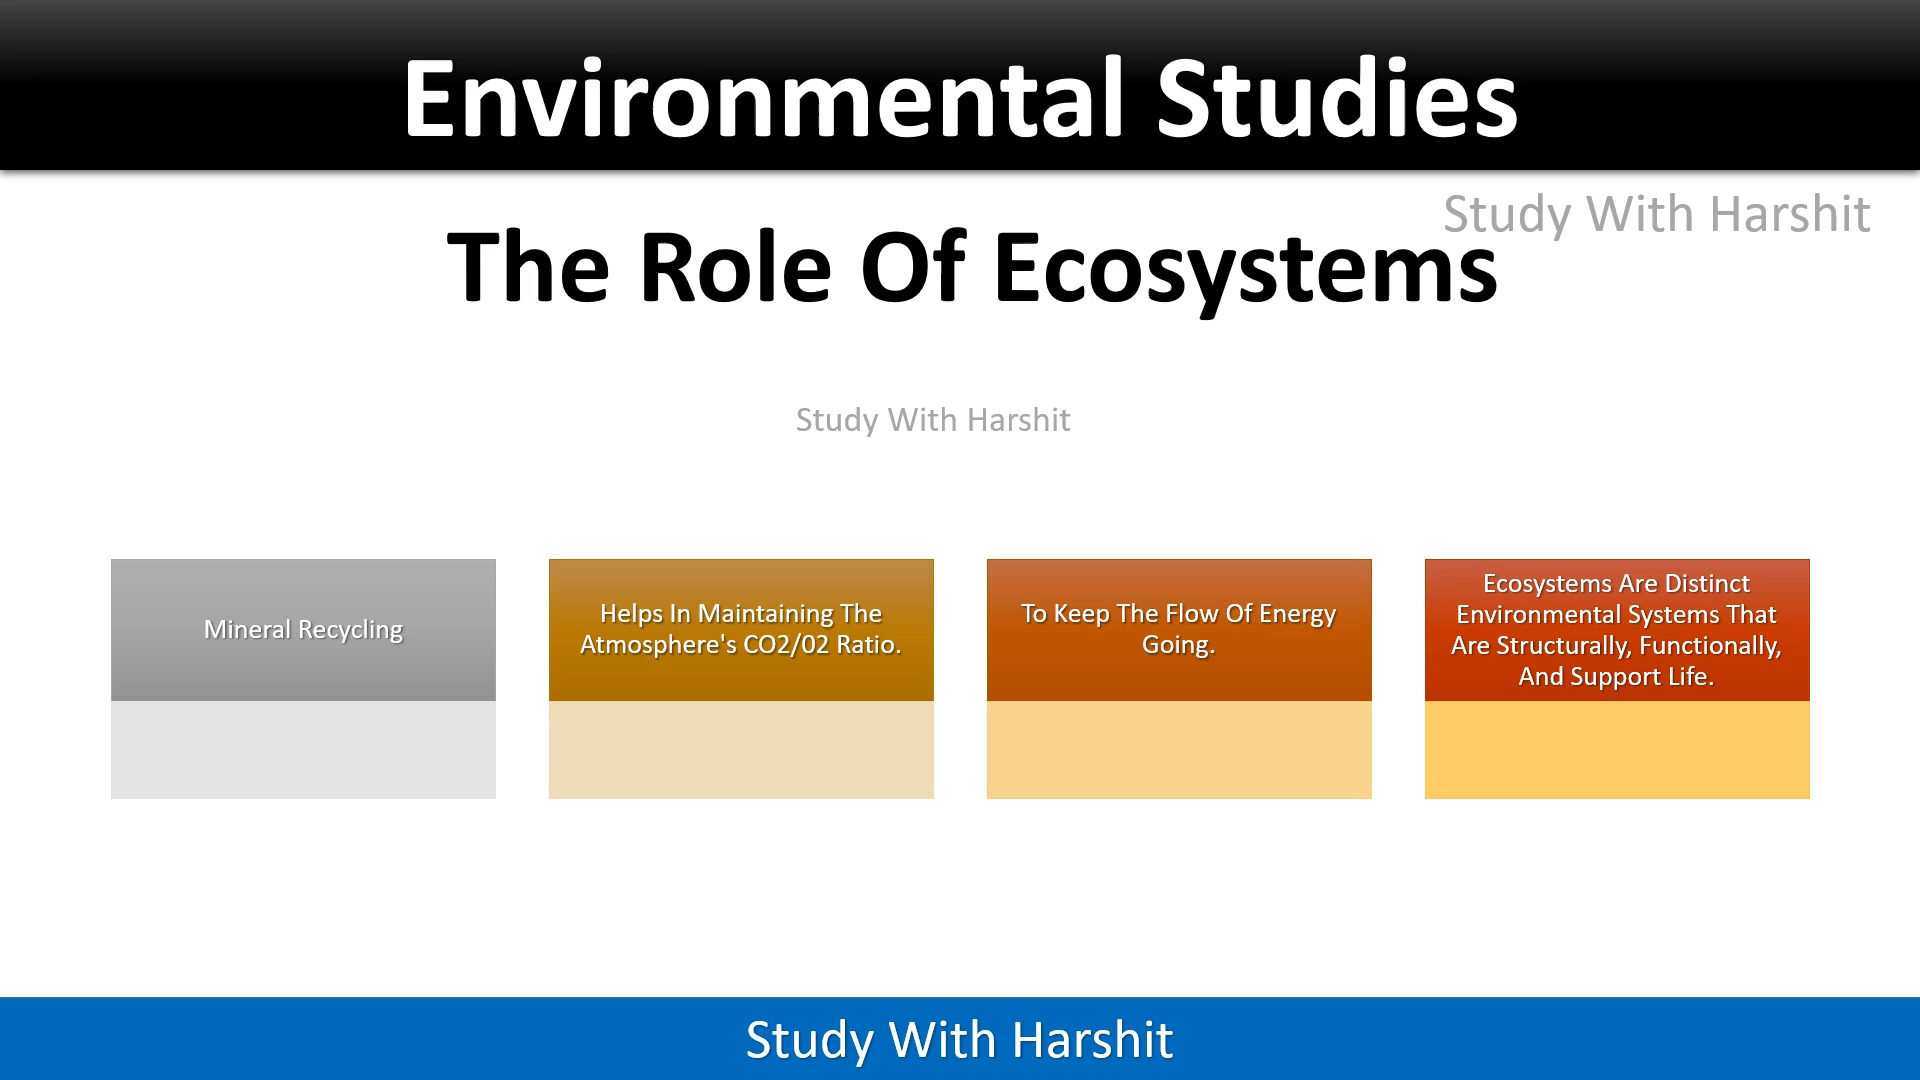 Environmental Studies
Study With Harshit
The Role Of Ecosystems
Study With Harshit
Mineral Recycling
Helps In Maintaining The
Atmosphere's CO2/02 Ratio.
To Keep The Flow Of Energy
Going.
Ecosystems Are Distinct
Environmental Systems That
Are Structurally, Functionally,
And Support Life.
Study With Harshit